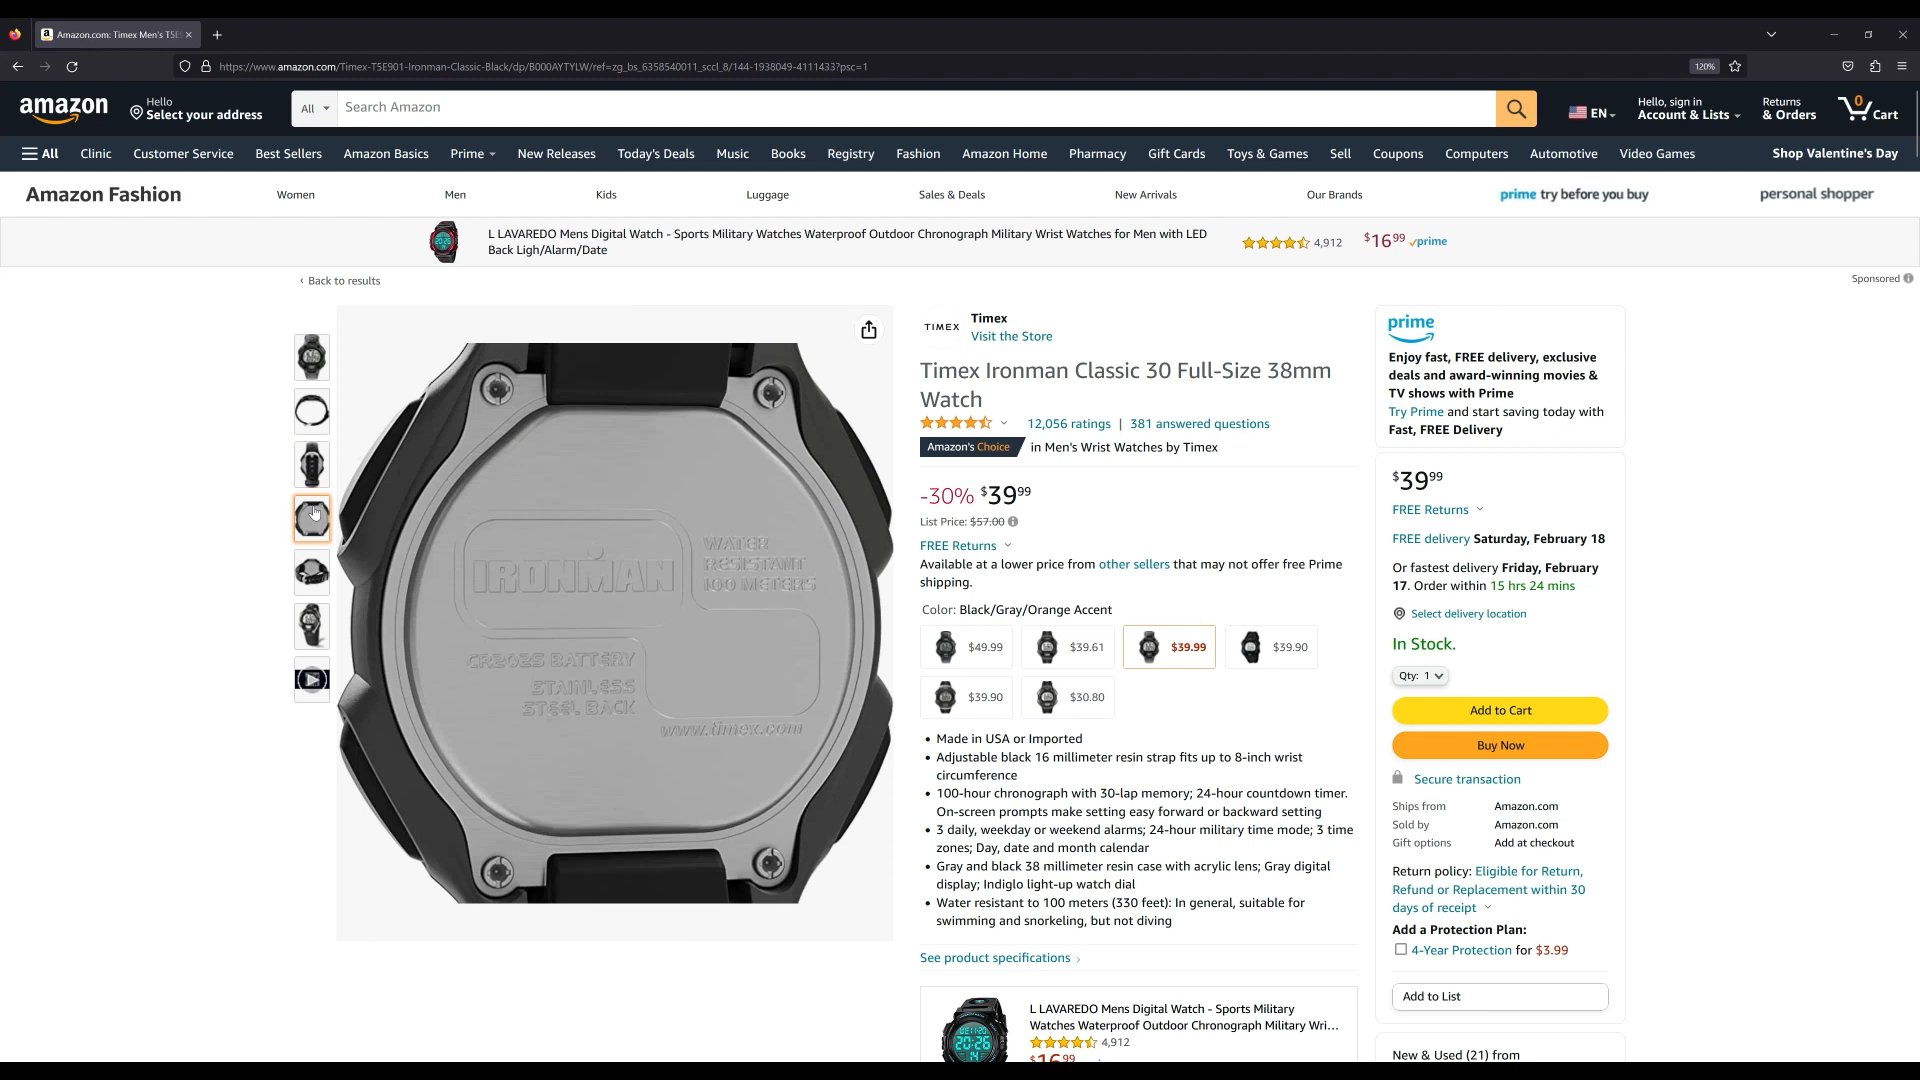 Amazon.com: Timex Men's T5E
https://www.amazon.com/Timex-T5E901-Ironman-Classic-Black/dp/B000AYTYLW/ref=zg_bs_6358540011_sccl_8/144-1938049-4111433?psc=1
120%
amazon
Hello
Select your address
All
Search Amazon
EN
Hello, sign in
Account & Lists
Returns
& Orders
0
Cart
All
Clinic
Customer Service
Best Sellers
Amazon Basics
Prime
New Releases
Today's Deals
Music
Books
Registry
Fashion
Amazon Home
Pharmacy
Gift Cards
Toys & Games
Sell
Coupons
Computers
Automotive
Video Games
Shop Valentine's Day
Amazon Fashion
Women
Men
Kids
Luggage
Sales & Deals
New Arrivals
Our Brands
prime try before you buy
personal shopper
L LAVAREDO Mens Digital Watch - Sports Military Watches Waterproof Outdoor Chronograph Military Wrist Watches for Men with LED
Back Ligh/Alarm/Date
4,912
$16.99 prime
‹ Back to results
Sponsored
IRONMAN
WATER
RESISTANT
100 METERS
CR2025 BATTERY
STAINLESS
STEEL BACK
www.timex.com
TIMEX
Timex
Visit the Store
Timex Ironman Classic 30 Full-Size 38mm
Watch
12,056 ratings | 381 answered questions
Amazon's Choice in Men's Wrist Watches by Timex
-30% $39.99
List Price: $57.00
FREE Returns
Available at a lower price from other sellers that may not offer free Prime
shipping.
Color: Black/Gray/Orange Accent
$49.99
$39.61
$39.99
$39.90
$39.90
$30.80
• Made in USA or Imported
• Adjustable black 16 millimeter resin strap fits up to 8-inch wrist
circumference
• 100-hour chronograph with 30-lap memory; 24-hour countdown timer.
On-screen prompts make setting easy forward or backward setting
• 3 daily, weekday or weekend alarms; 24-hour military time mode; 3 time
zones; Day, date and month calendar
• Gray and black 38 millimeter resin case with acrylic lens; Gray digital
display; Indiglo light-up watch dial
• Water resistant to 100 meters (330 feet): In general, suitable for
swimming and snorkeling, but not diving
See product specifications ›
L LAVAREDO Mens Digital Watch - Sports Military
Watches Waterproof Outdoor Chronograph Military Wri...
4,912
$16.99
20:26
14
prime
Enjoy fast, FREE delivery, exclusive
deals and award-winning movies &
TV shows with Prime
Try Prime and start saving today with
Fast, FREE Delivery
$39.99
FREE Returns
FREE delivery Saturday, February 18
Or fastest delivery Friday, February
17. Order within 15 hrs 24 mins
Select delivery location
In Stock.
Qty: 1
Add to Cart
Buy Now
Secure transaction
Ships from Amazon.com
Sold by Amazon.com
Gift options Add at checkout
Return policy: Eligible for Return,
Refund or Replacement within 30
days of receipt
Add a Protection Plan:
4-Year Protection for $3.99
Add to List
New & Used (21) from